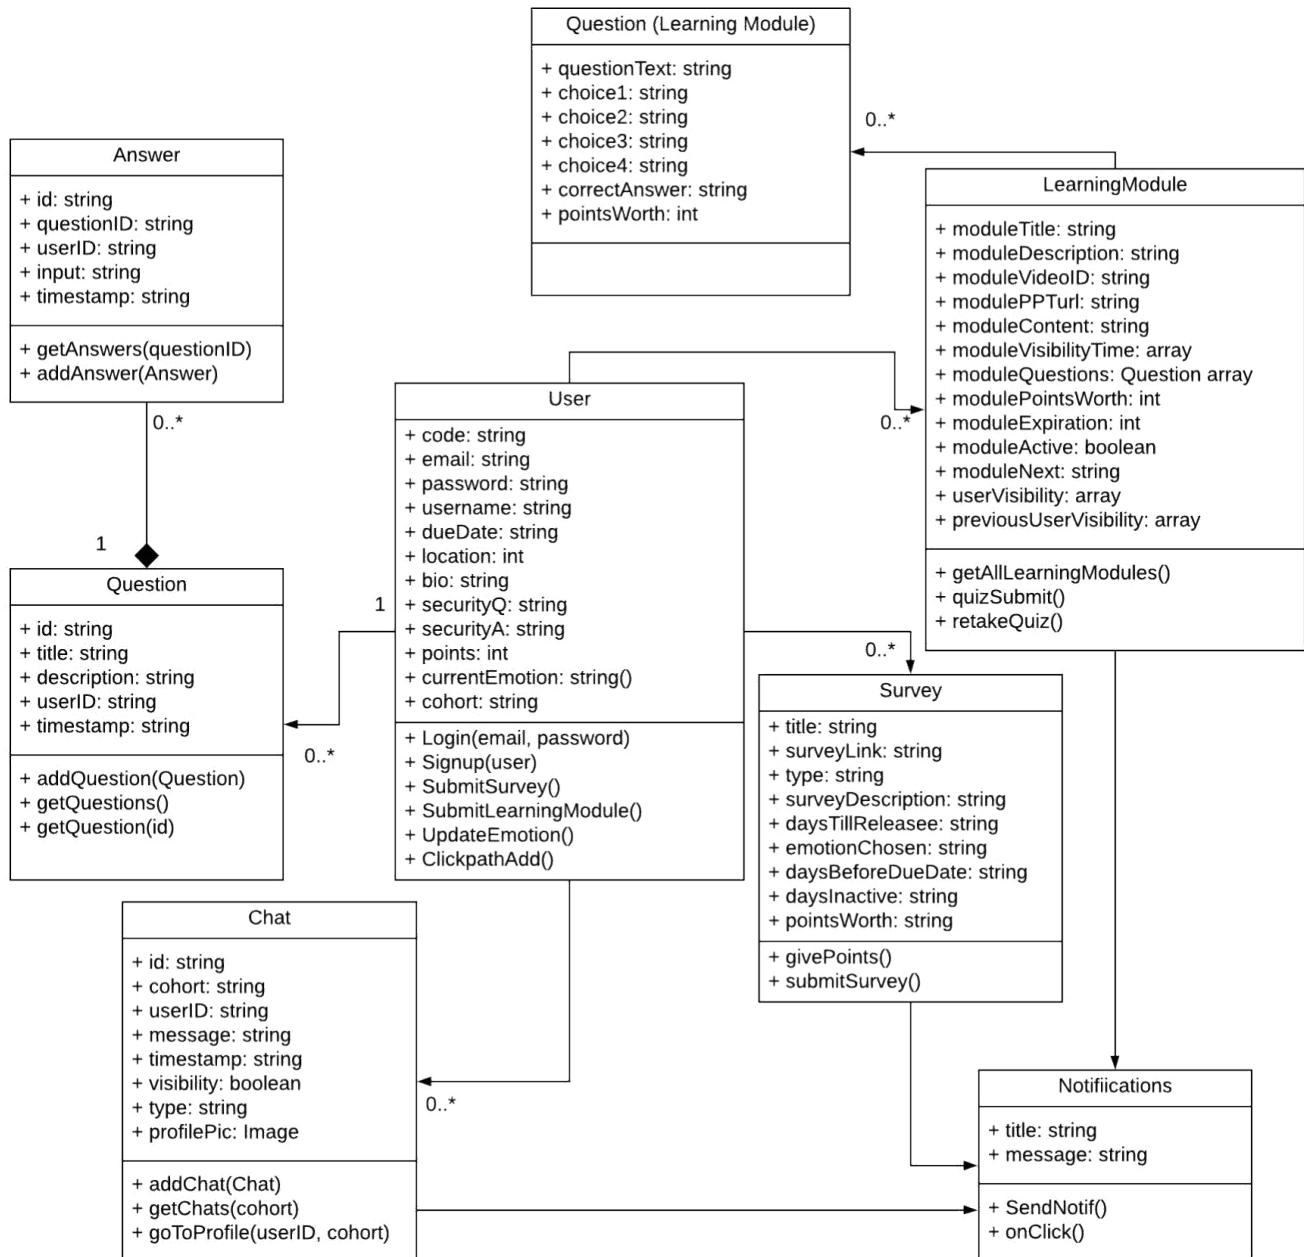 Question (Learning Module)
+ questionText: string
+ choice1: string
+ choice2: string
+ choice3: string
+ choice4: string
+ correctAnswer: string
+ pointsWorth: int
0..*
Answer
+ id: string
+ questionID: string
+ userID: string
+ input: string
+ timestamp: string
+ getAnswers(questionID)
+ addAnswer(Answer)
0..*
1
LearningModule
+ moduleTitle: string
+ moduleDescription: string
+ moduleVideoID: string
+ modulePPTurl: string
+ moduleContent: string
+ moduleVisibilityTime: array
+ moduleQuestions: Question array
+ modulePointsWorth: int
+ moduleExpiration: int
+ moduleActive: boolean
+ moduleNext: string
+ userVisibility: array
+ previousUserVisibility: array
+ getAllLearningModules()
+ quizSubmit()
+ retakeQuiz()
0..*
User
+ code: string
+ email: string
+ password: string
+ username: string
+ dueDate: string
+ location: int
+ bio: string
+ securityQ: string
+ securityA: string
+ points: int
+ currentEmotion: string()
+ cohort: string
+ Login(email, password)
+ Signup(user)
+ SubmitSurvey()
+ SubmitLearningModule()
+ UpdateEmotion()
+ ClickpathAdd()
1
0..*
Question
+ id: string
+ title: string
+ description: string
+ userID: string
+ timestamp: string
+ addQuestion(Question)
+ getQuestions()
+ getQuestion(id)
0..*
Survey
+ title: string
+ surveyLink: string
+ type: string
+ surveyDescription: string
+ daysTillReleasee: string
+ emotionChosen: string
+ daysBeforeDueDate: string
+ daysInactive: string
+ pointsWorth: string
+ givePoints()
+ submitSurvey()
Chat
+ id: string
+ cohort: string
+ userID: string
+ message: string
+ timestamp: string
+ visibility: boolean
+ type: string
+ profilePic: Image
+ addChat(Chat)
+ getChats(cohort)
+ goToProfile(userID, cohort)
0..*
Notifiications
+ title: string
+ message: string
+ SendNotif()
+ onClick()